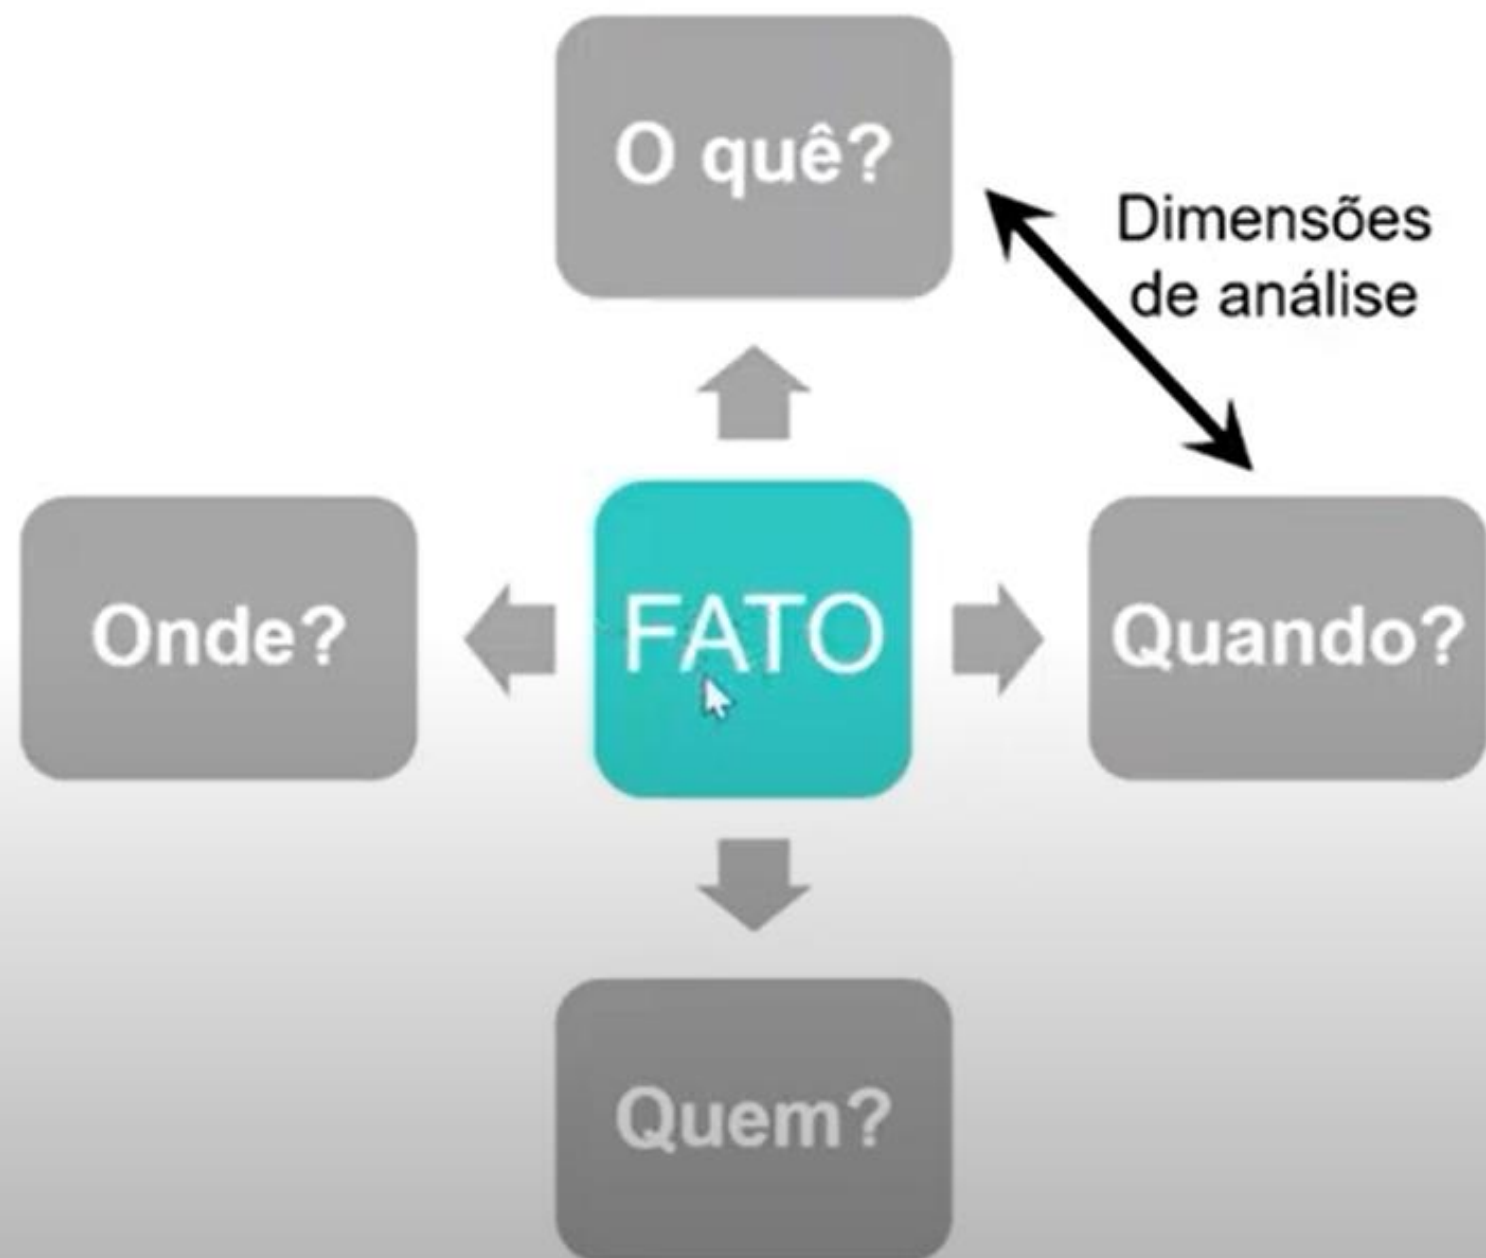 O quê?
Dimensões
de análise
Onde?
FATO
Quando?
Quem?